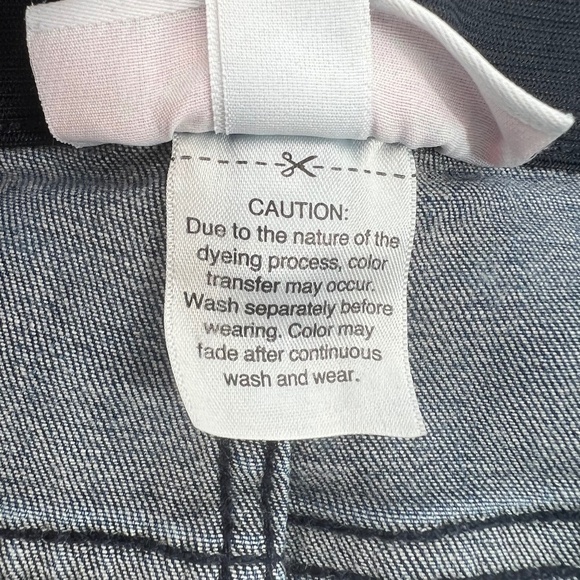 CAUTION:
Due to the nature of the
dyeing process, color
transfer may occur.
Wash separately before
wearing. Color may
fade after continuous
wash and wear.